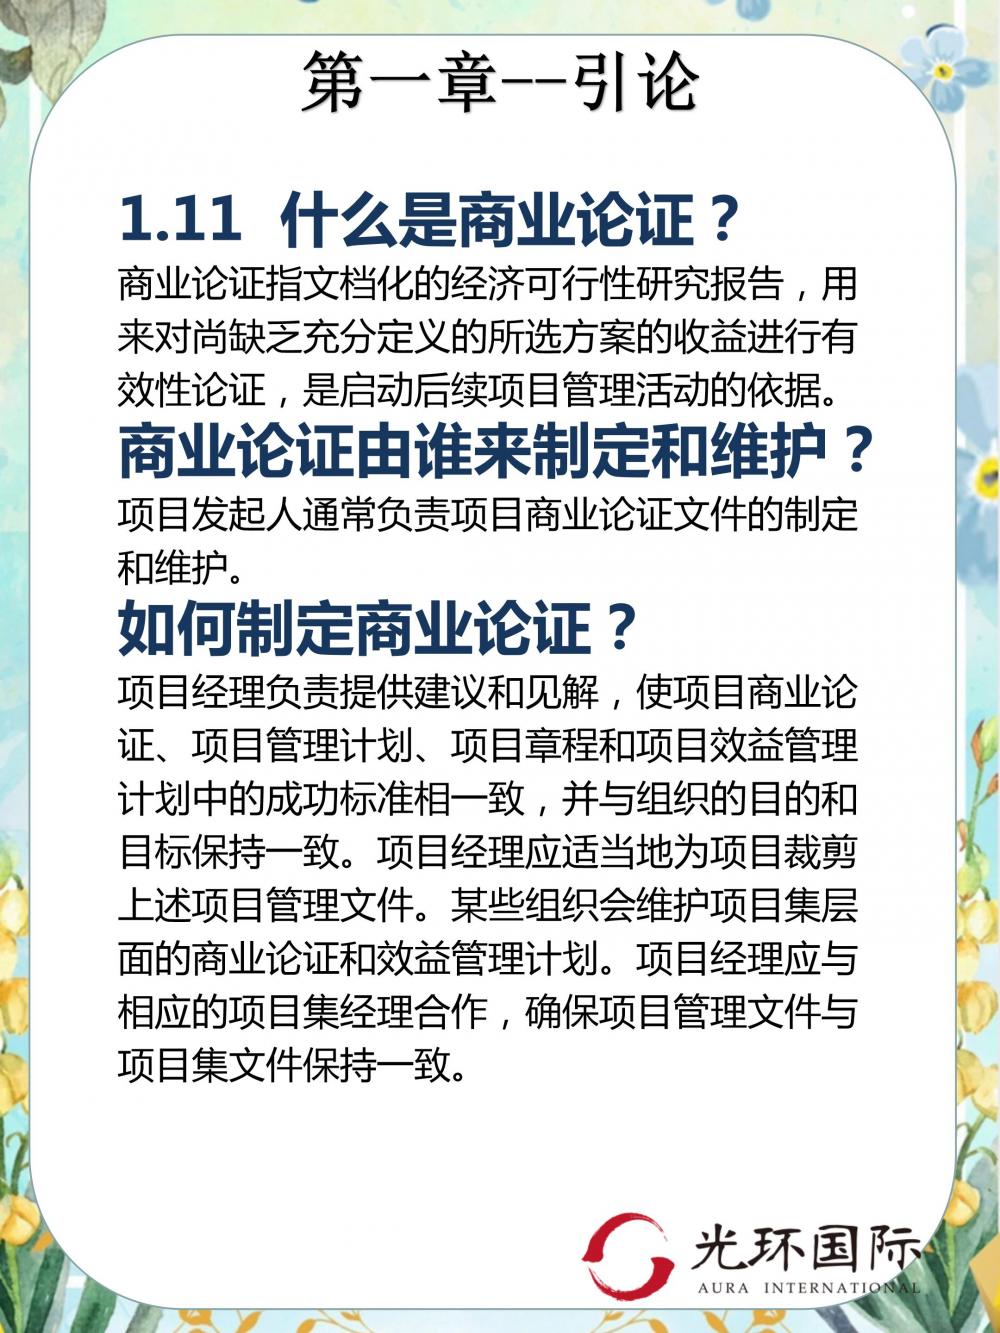 第一章--引论
1.11 什么是商业论证？
商业论证指文档化的经济可行性研究报告，用
来对尚缺乏充分定义的所选方案的收益进行有
效性论证，是启动后续项目管理活动的依据。
商业论证由谁来制定和维护？
项目发起人通常负责项目商业论证文件的制定
和维护。
如何制定商业论证？
项目经理负责提供建议和见解，使项目商业论
证、项目管理计划、项目章程和项目效益管理
计划中的成功标准相一致，并与组织的目的和
目标保持一致。项目经理应适当地为项目裁剪
上述项目管理文件。某些组织会维护项目集层
面的商业论证和效益管理计划。项目经理应与
相应的项目集经理合作，确保项目管理文件与
项目集文件保持一致。
光环国际
AURA INTERNATIONAL